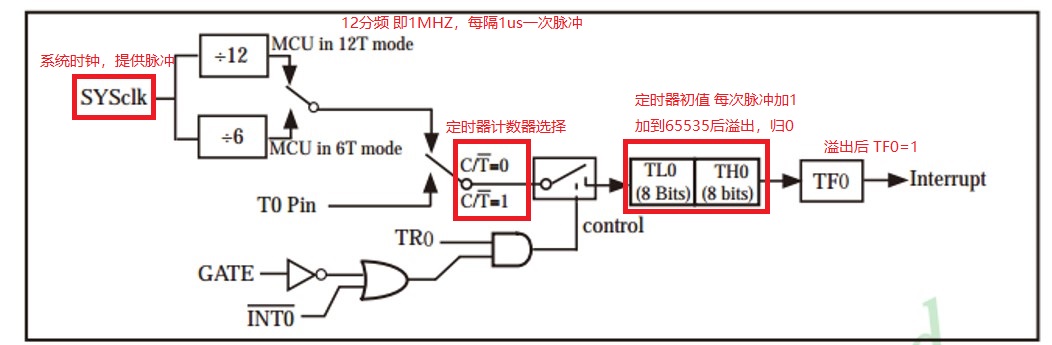 12分频 即1MHZ，每隔1us一次脉冲
系统时钟，提供脉冲
÷12
MCU in 12T mode
SYSclk
÷6
MCU in 6T mode
定时器计数器选择
定时器初值 每次脉冲加1
加到65535后溢出，归0
溢出后 TF0=1
C/T̅=0
C/T̅=1
T0 Pin
TL0
(8 Bits)
TH0
(8 bits)
TF0
Interrupt
control
TR0
GATE
I̅N̅T̅0̅